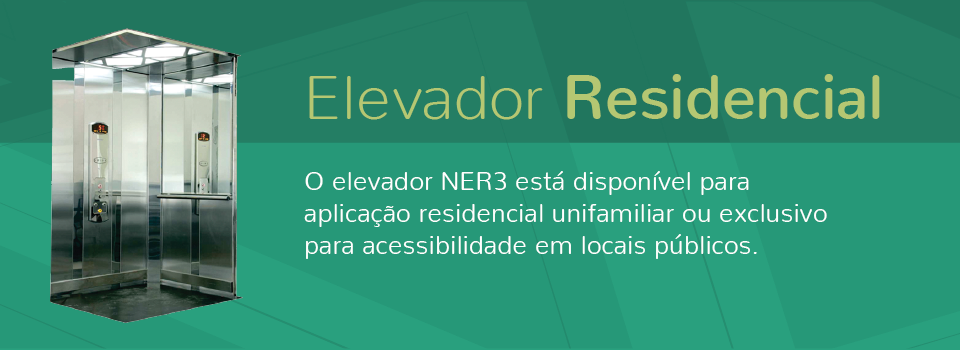 Elevador Residencial
O elevador NER3 está disponível para
aplicação residencial unifamiliar ou exclusivo
para acessibilidade em locais públicos.